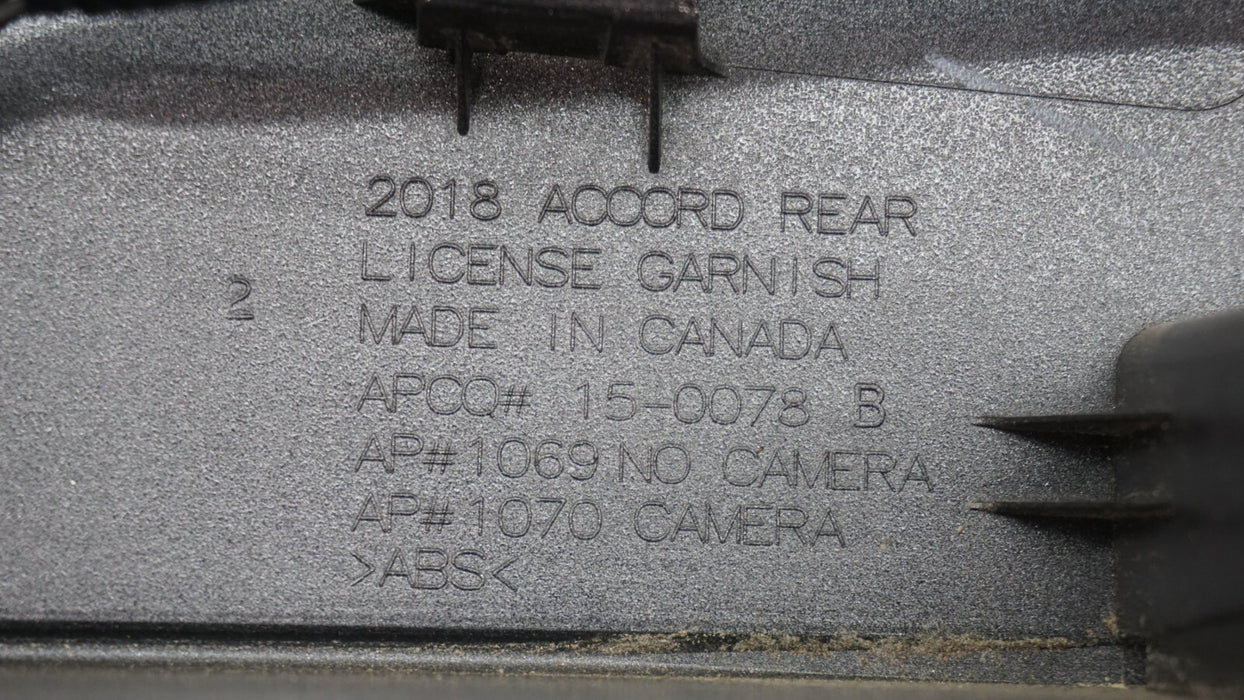 2018 ACCORD REAR
LICENSE GARNISH
2
MADE IN CANADA
APCQ# 15-0078 B
AP#1069 NO CAMERA
AP#1070 CAMERA
>ABS<